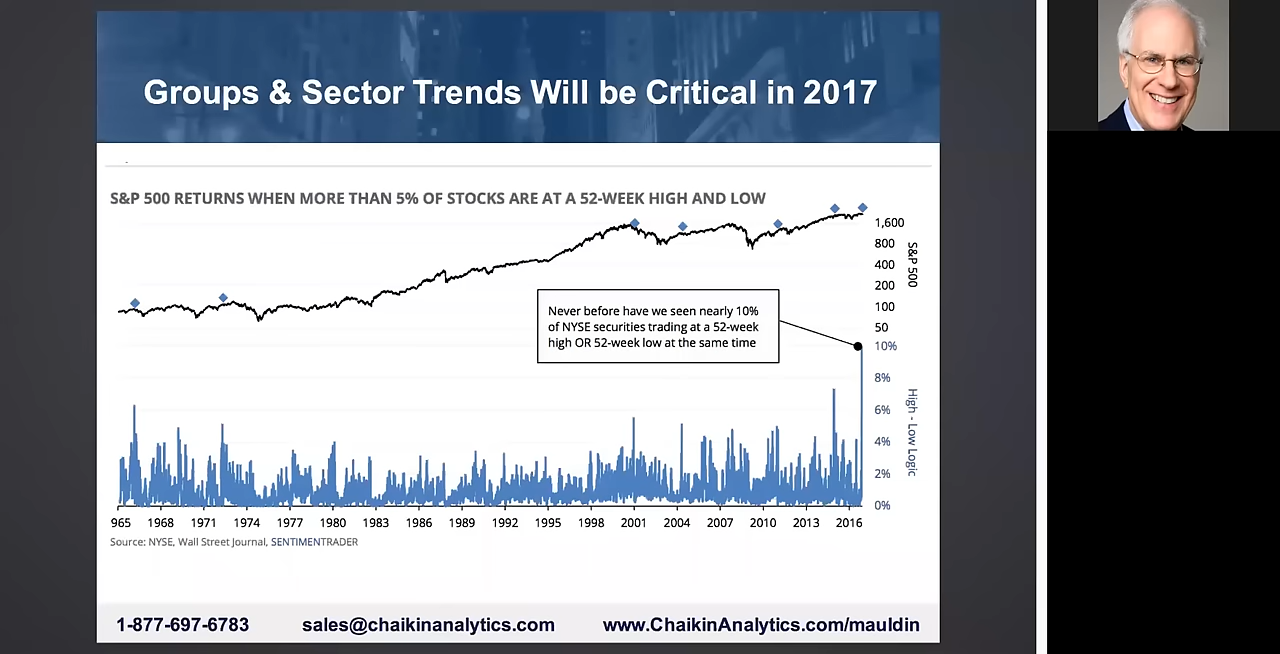 Groups & Sector Trends Will be Critical in 2017
S&P 500 RETURNS WHEN MORE THAN 5% OF STOCKS ARE AT A 52-WEEK HIGH AND LOW
1,600
800
400
200
100
50
S&P 500
Never before have we seen nearly 10%
of NYSE securities trading at a 52-week
high OR 52-week low at the same time
10%
8%
6%
4%
2%
0%
High - Low Logic
965 1968 1971 1974 1977 1980 1983 1986 1989 1992 1995 1998 2001 2004 2007 2010 2013 2016
Source: NYSE, Wall Street Journal, SENTIMENTRADER
1-877-697-6783 sales@chaikinanalytics.com www.ChaikinAnalytics.com/mauldin